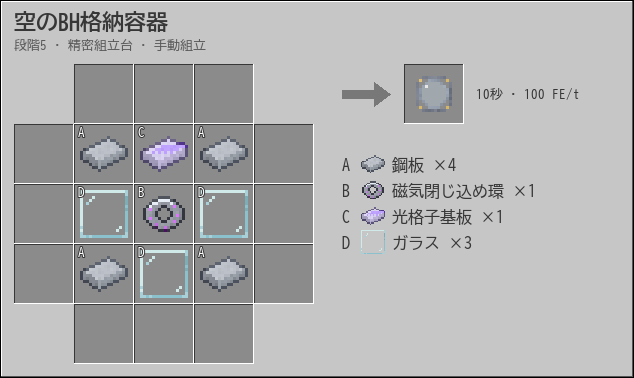 空のBH格納容器
段階5 · 精密組立台 · 手動組立
10秒 · 100 FE/t
A C A
D B D
A D A
A 鋼板 ×4
B 磁気閉じ込め環 ×1
C 光格子基板 ×1
D ガラス ×3